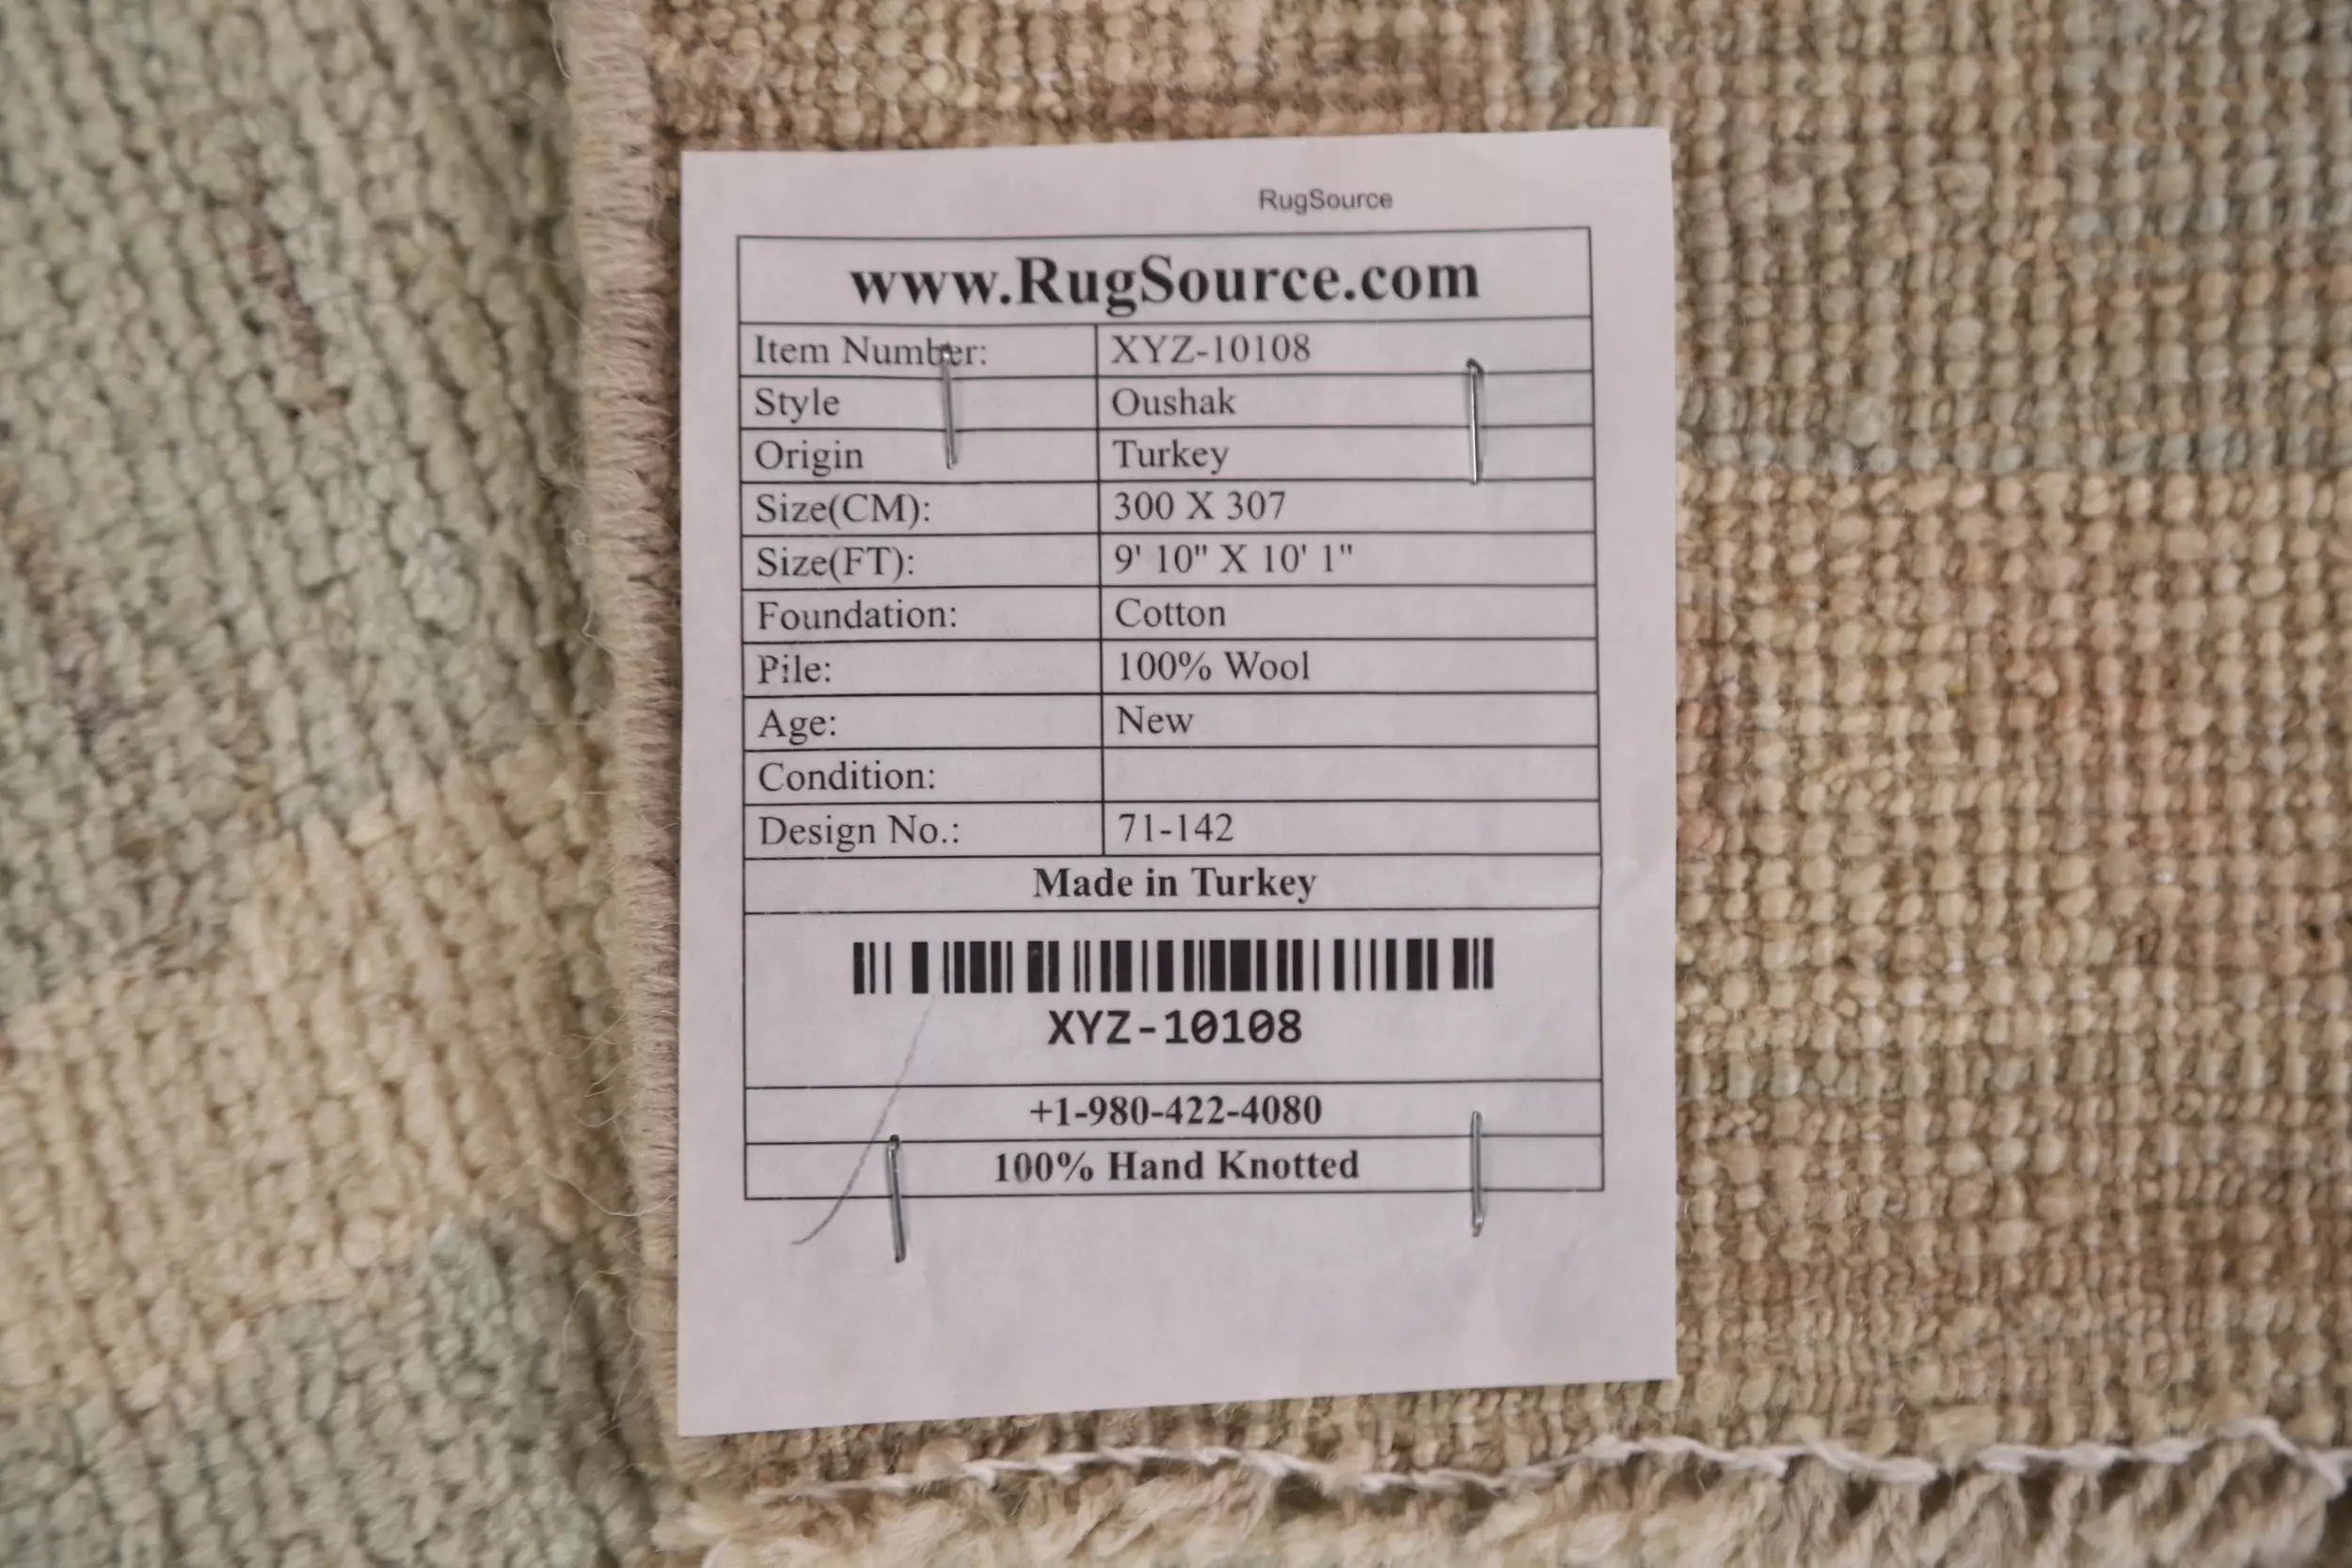 RugSource
www.RugSource.com
Item Number: XYZ-10108
Style Oushak
Origin Turkey
Size(CM): 300 X 307
Size(FT): 9' 10" X 10' 1"
Foundation: Cotton
Pile: 100% Wool
Age: New
Condition:
Design No.: 71-142
Made in Turkey
XYZ-10108
+1-980-422-4080
100% Hand Knotted